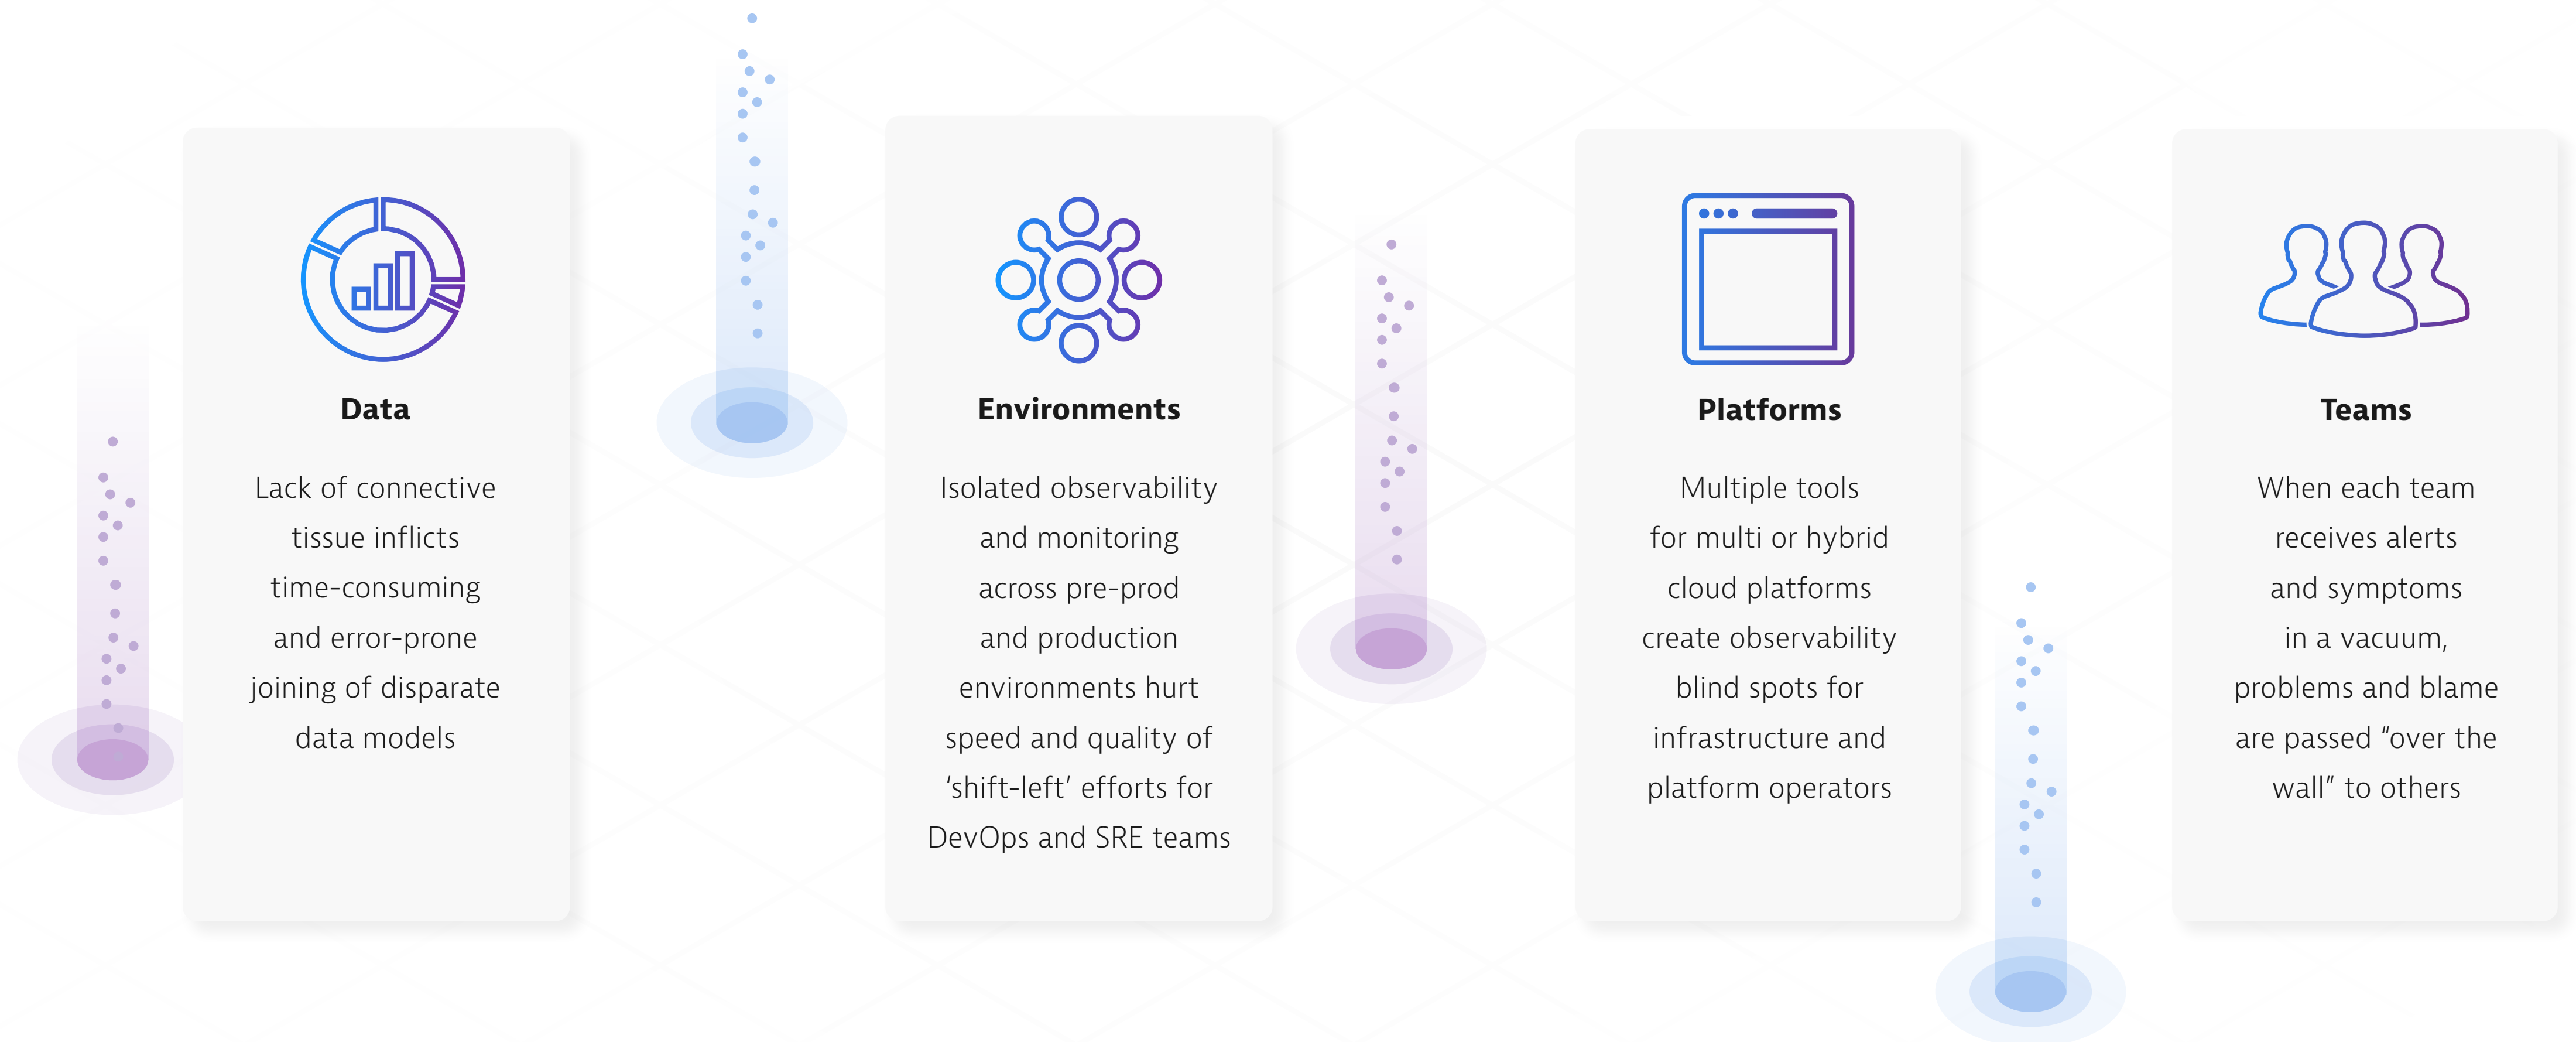 Data
Lack of connective
tissue inflicts
time-consuming
and error-prone
joining of disparate
data models
Environments
Isolated observability
and monitoring
across pre-prod
and production
environments hurt
speed and quality of
‘shift-left’ efforts for
DevOps and SRE teams
Platforms
Multiple tools
for multi or hybrid
cloud platforms
create observability
blind spots for
infrastructure and
platform operators
Teams
When each team
receives alerts
and symptoms
in a vacuum,
problems and blame
are passed “over the
wall” to others